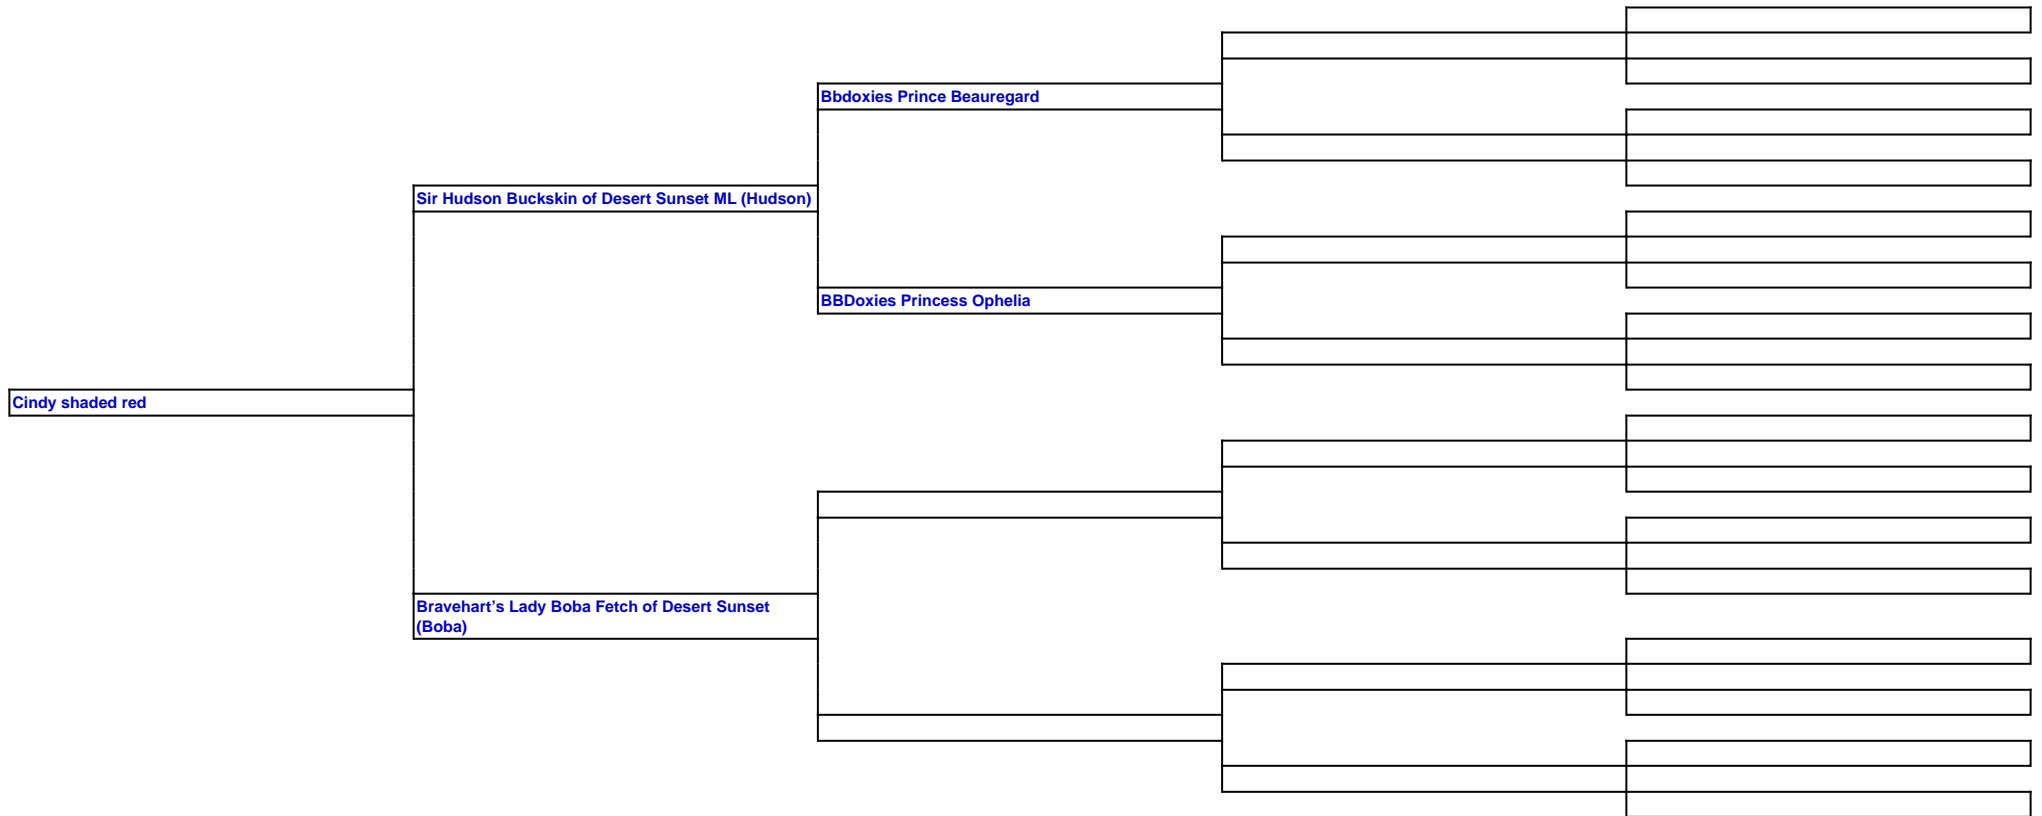 Bbdoxies Prince Beauregard
Sir Hudson Buckskin of Desert Sunset ML (Hudson)
BBDoxies Princess Ophelia
Cindy shaded red
Bravehart’s Lady Boba Fetch of Desert Sunset
(Boba)